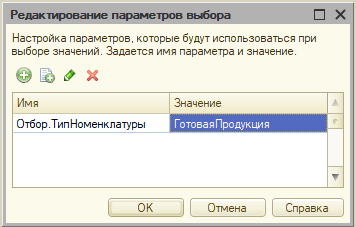 Редактирование параметров выбора
Настройка параметров, которые будут использоваться при
выборе значений. Задается имя параметра и значение.
Имя Значение
Отбор.ТипНоменклатуры ГотоваяПродукция
OK Отмена Справка